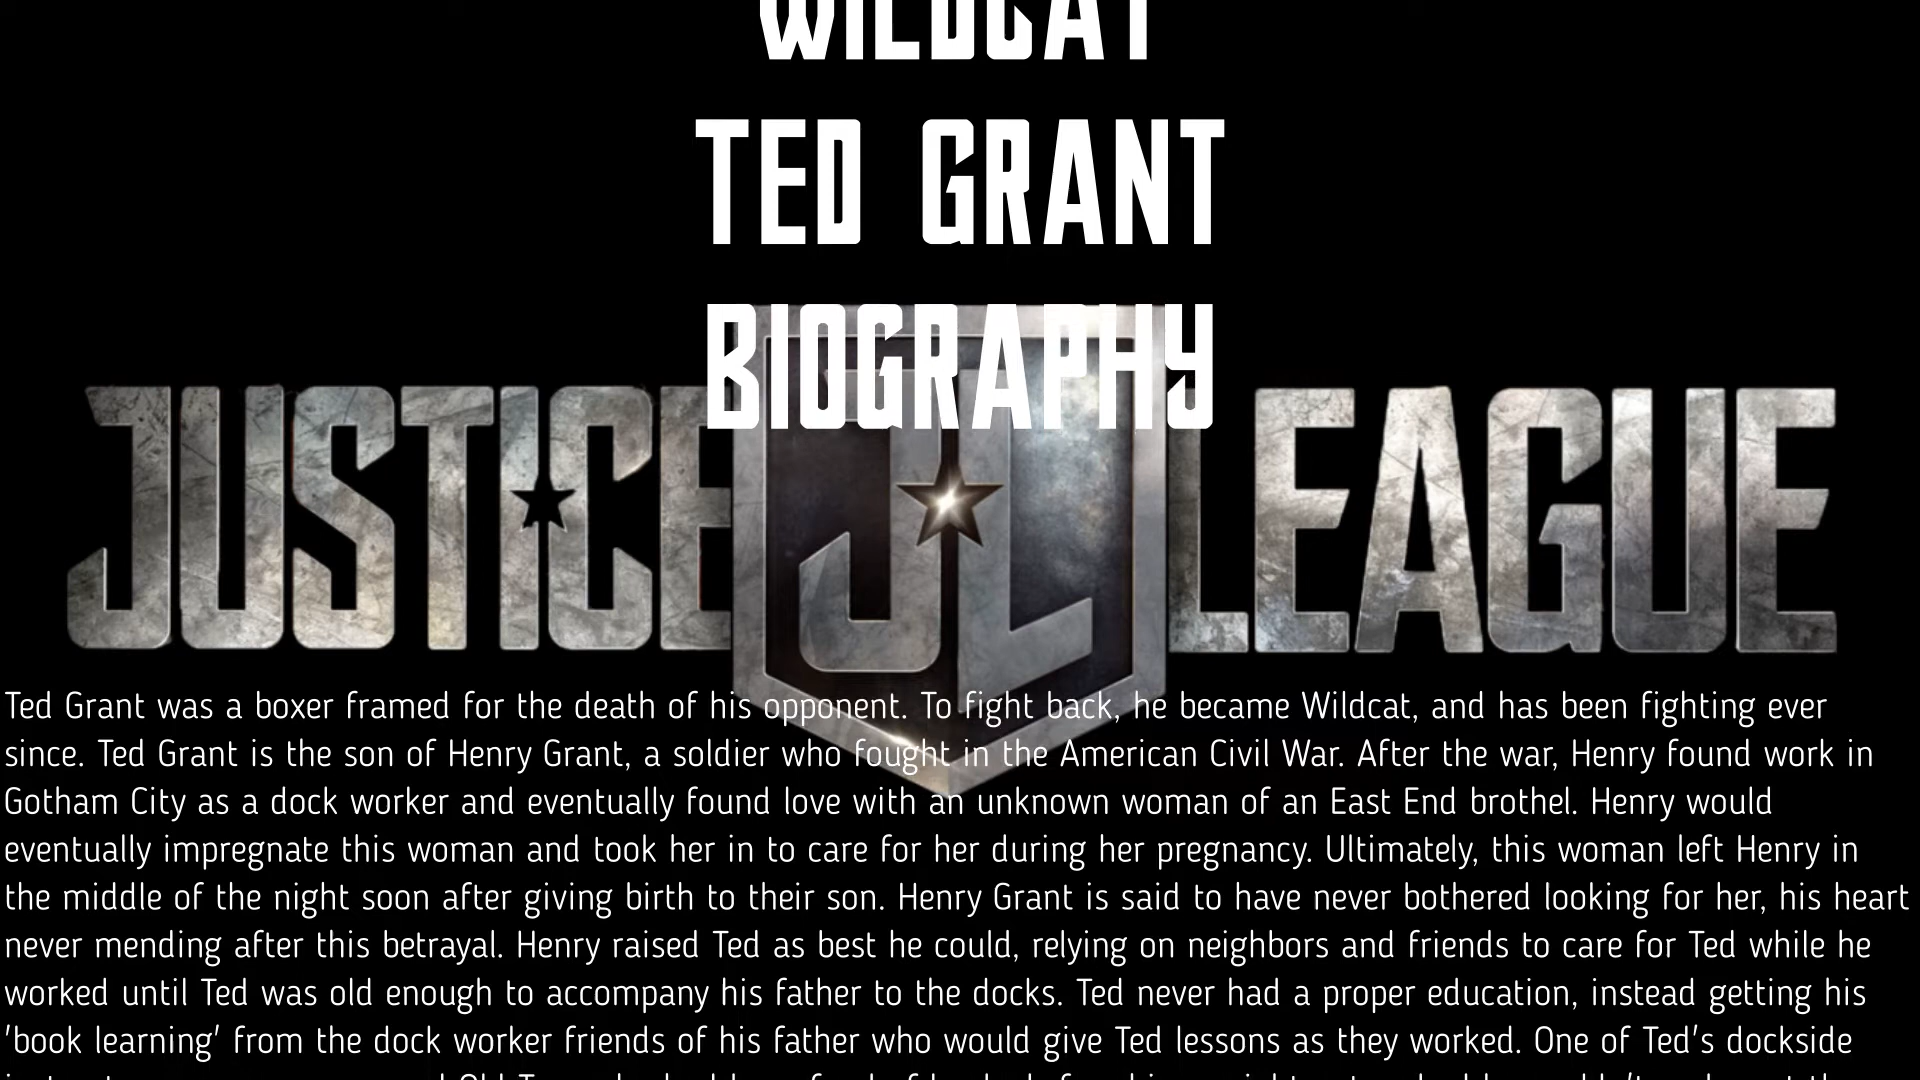 WILDCAT
TED GRANT
BIOGRAPHY
JUSTICE JL LEAGUE
Ted Grant was a boxer framed for the death of his opponent. To fight back, he became Wildcat, and has been fighting ever
since. Ted Grant is the son of Henry Grant, a soldier who fought in the American Civil War. After the war, Henry found work in
Gotham City as a dock worker and eventually found love with an unknown woman of an East End brothel. Henry would
eventually impregnate this woman and took her in to care for her during her pregnancy. Ultimately, this woman left Henry in
the middle of the night soon after giving birth to their son. Henry Grant is said to have never bothered looking for her, his heart
never mending after this betrayal. Henry raised Ted as best he could, relying on neighbors and friends to care for Ted while he
worked until Ted was old enough to accompany his father to the docks. Ted never had a proper education, instead getting his
'book learning' from the dock worker friends of his father who would give Ted lessons as they worked. One of Ted's dockside